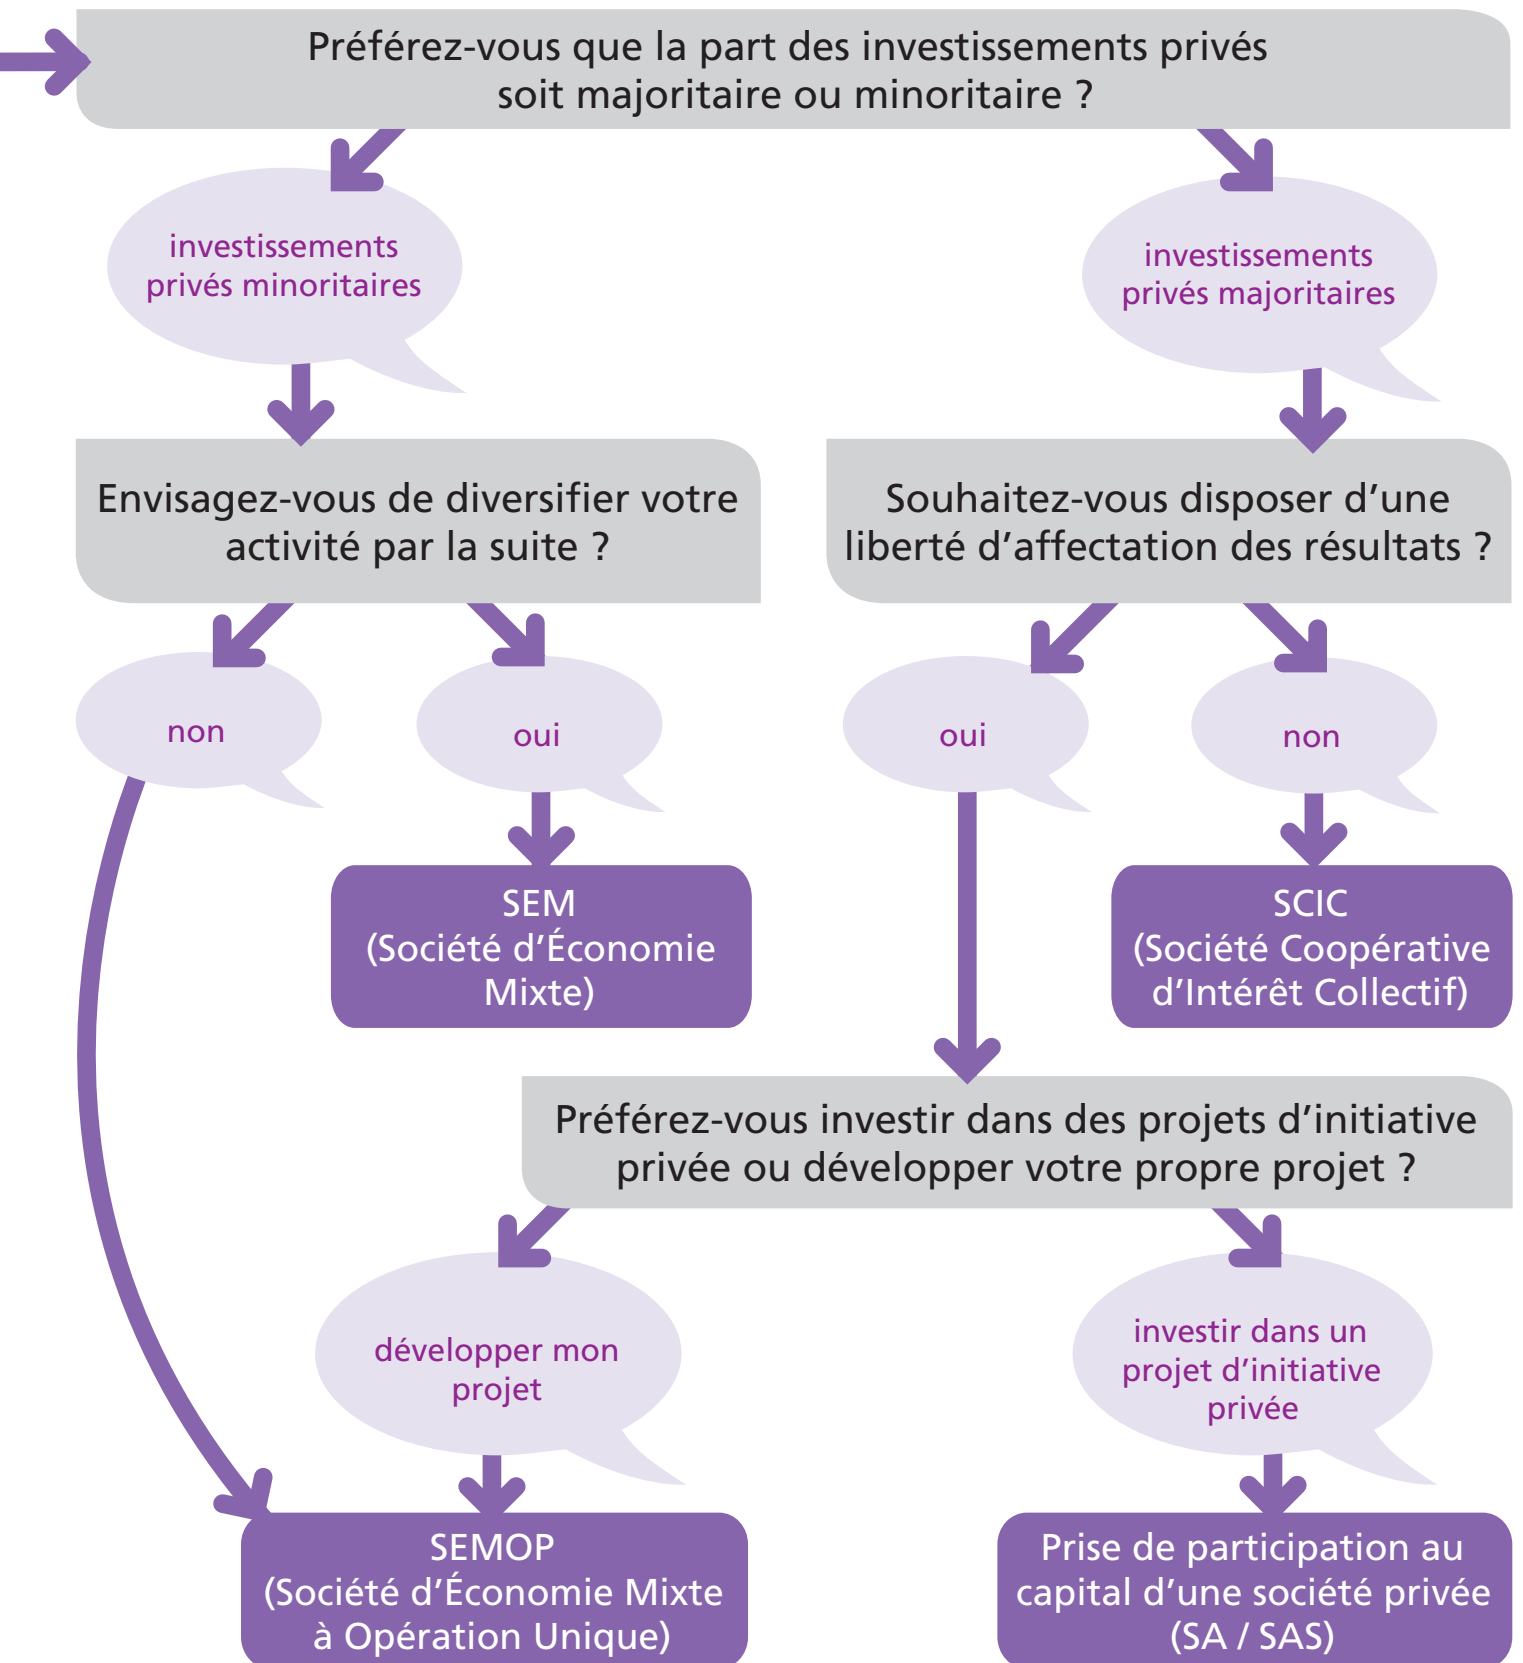 Préférez-vous que la part des investissements privés
soit majoritaire ou minoritaire ?
investissements
privés minoritaires
investissements
privés majoritaires
Envisagez-vous de diversifier votre
activité par la suite ?
Souhaitez-vous disposer d’une
liberté d’affectation des résultats ?
non
oui
oui
non
SEM
(Société d’Économie
Mixte)
SCIC
(Société Coopérative
d’Intérêt Collectif)
Préférez-vous investir dans des projets d’initiative
privée ou développer votre propre projet ?
développer mon
projet
investir dans un
projet d’initiative
privée
SEMOP
(Société d’Économie Mixte
à Opération Unique)
Prise de participation au
capital d’une société privée
(SA / SAS)